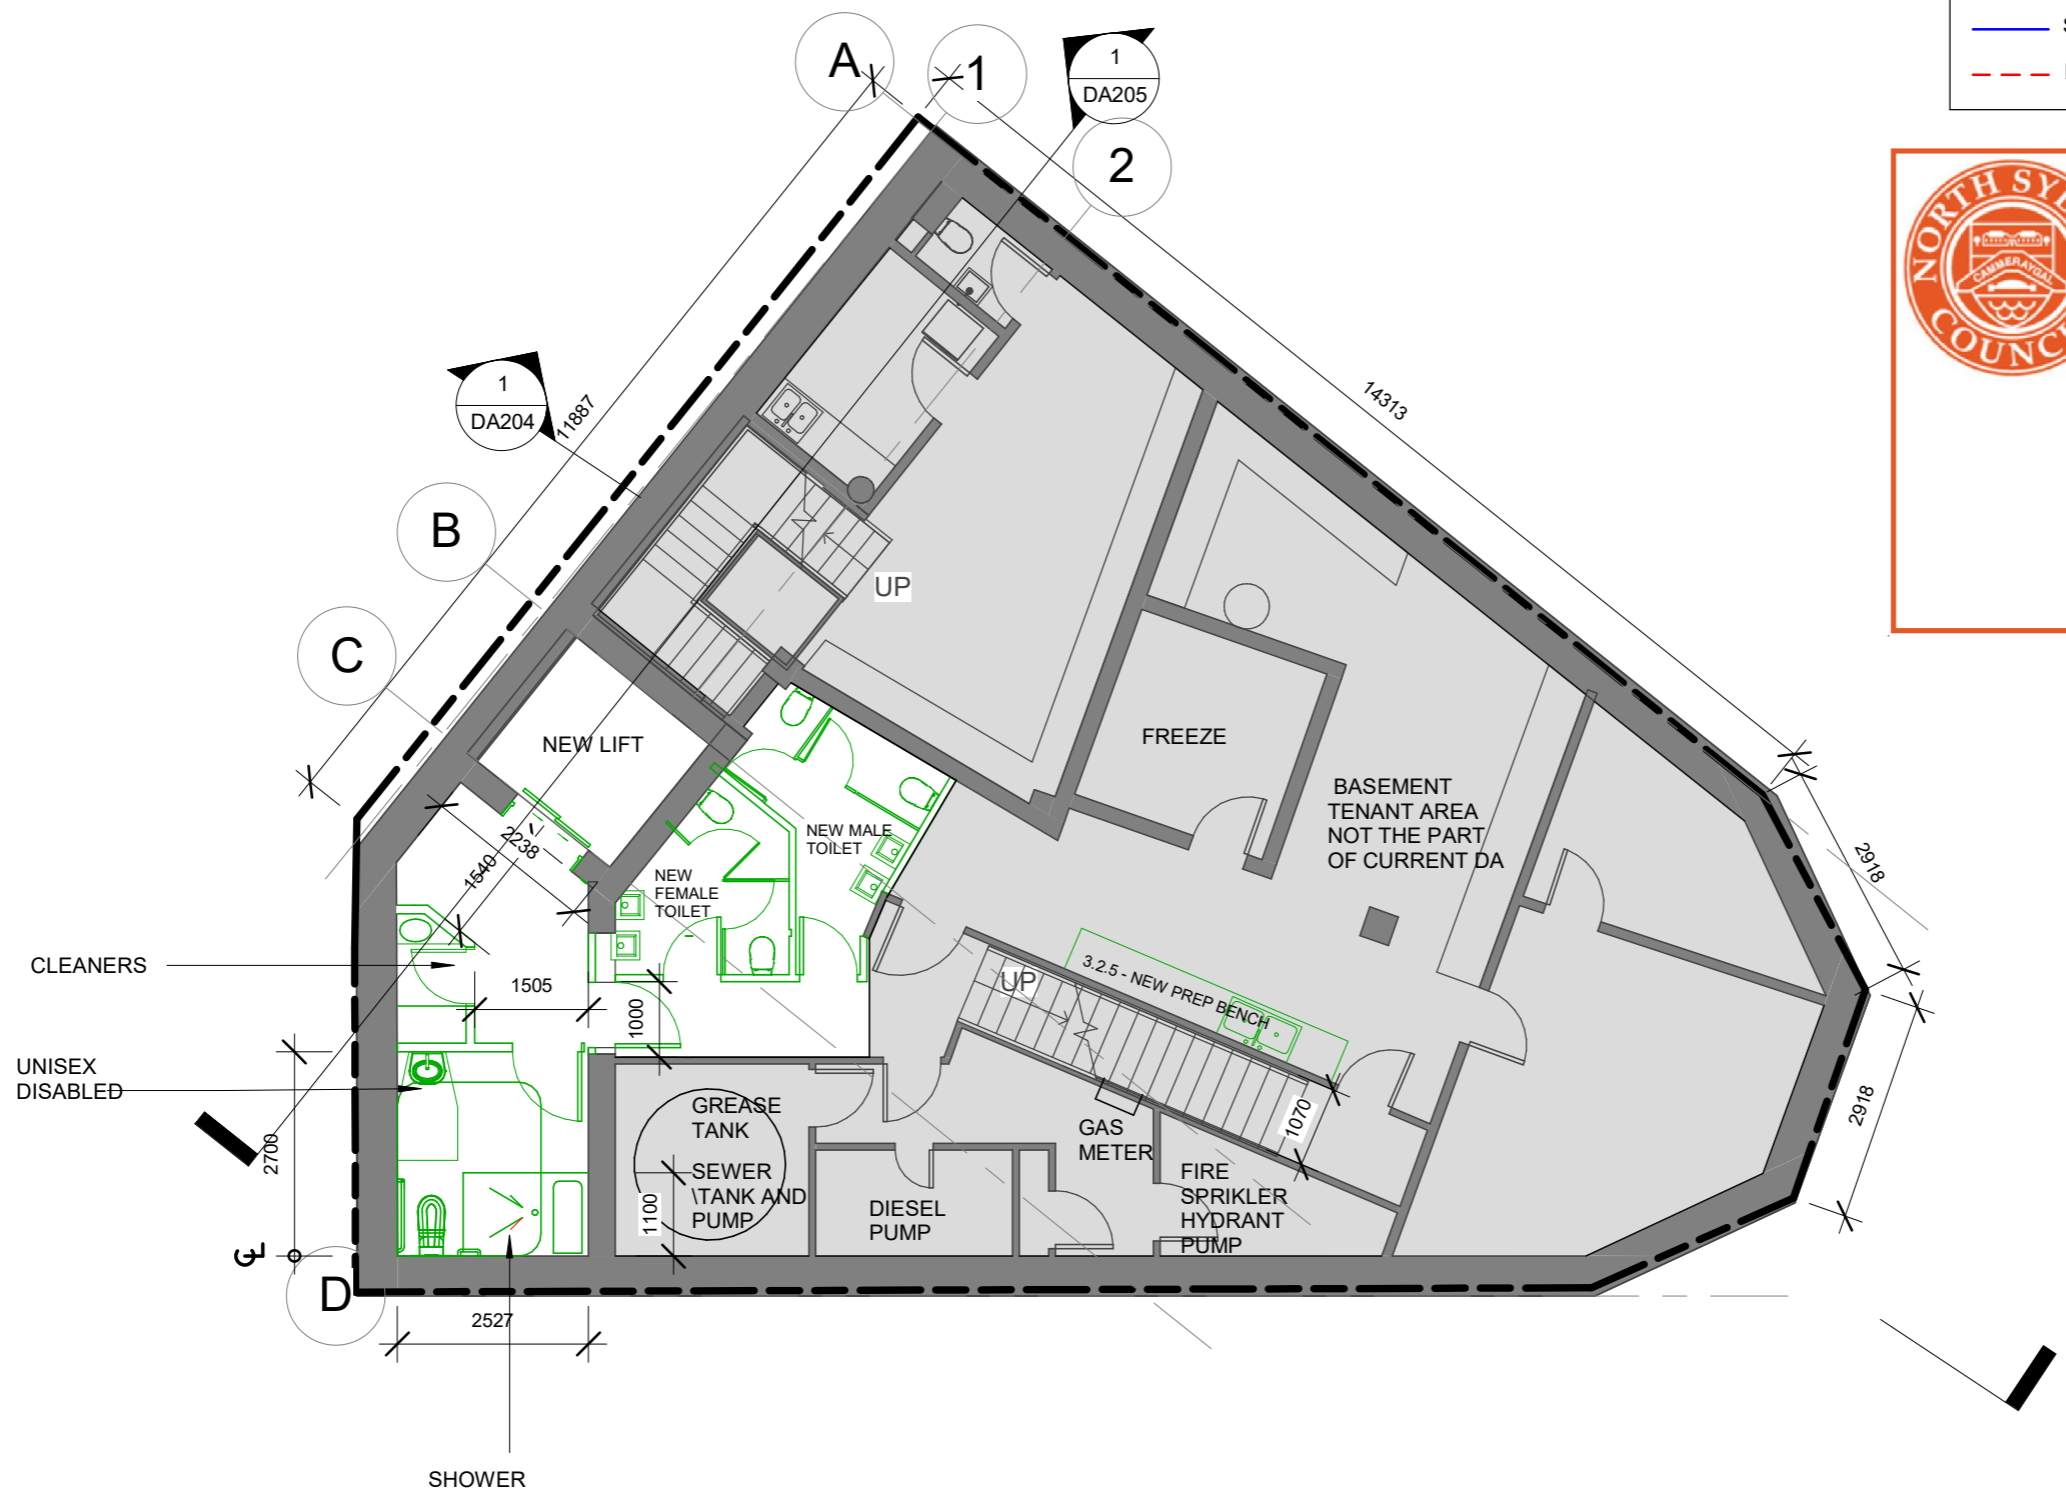 A
1
1
DA205
2
NORTH SYD
COUNC
CAMMERAYGAL
1
DA204
11887
14313
B
C
UP
NEW LIFT
FREEZE
BASEMENT
TENANT AREA
NOT THE PART
OF CURRENT DA
NEW MALE
TOILET
2238
1540
NEW
FEMALE
TOILET
2918
CLEANERS
1505
1000
UP
3.2.5 - NEW PREP BENCH
UNISEX
DISABLED
2700
GREASE
TANK
SEWER
\TANK AND
PUMP
1100
DIESEL
PUMP
GAS
METER
1070
FIRE
SPRIKLER
HYDRANT
PUMP
2918
D
2527
SHOWER